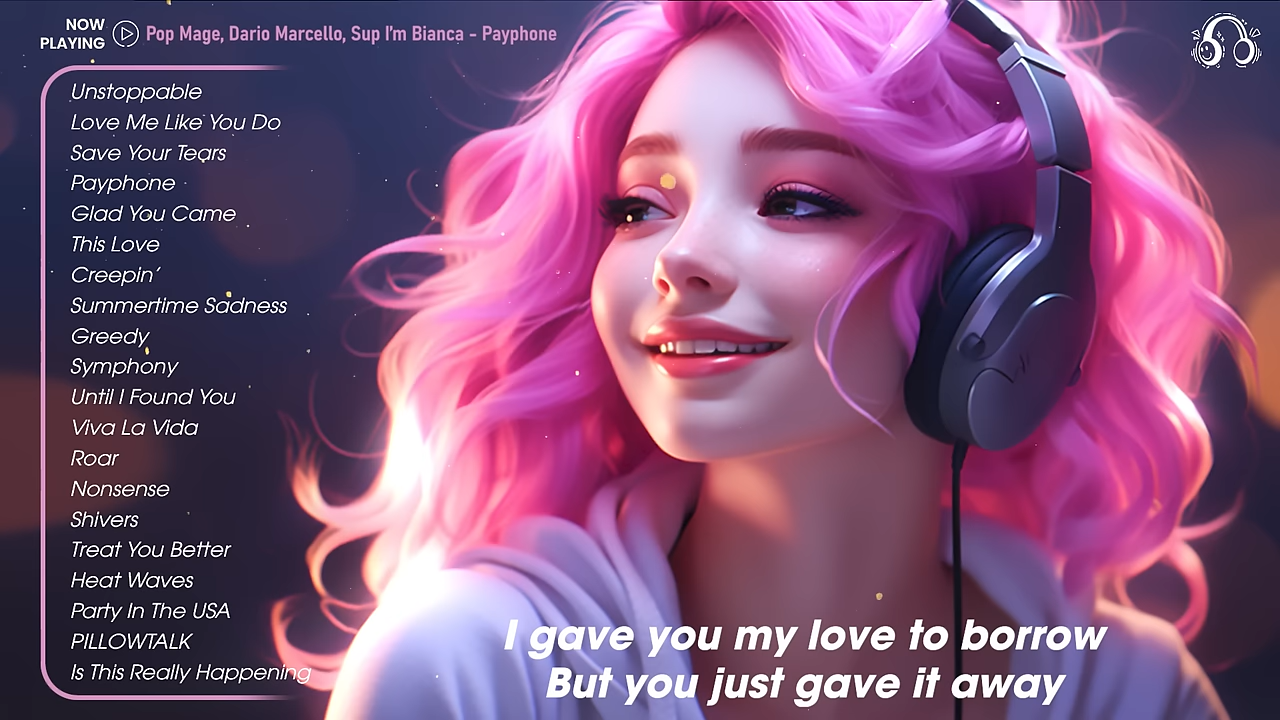 NOW
PLAYING
Pop Mage, Dario Marcello, Sup I'm Bianca - Payphone
Unstoppable
Love Me Like You Do
Save Your Tears
Payphone
Glad You Came
This Love
Creepin'
Summertime Sadness
Greedy
Symphony
Until I Found You
Viva La Vida
Roar
Nonsense
Shivers
Treat You Better
Heat Waves
Party In The USA
PILLOWTALK
Is This Really Happening
I gave you my love to borrow
But you just gave it away